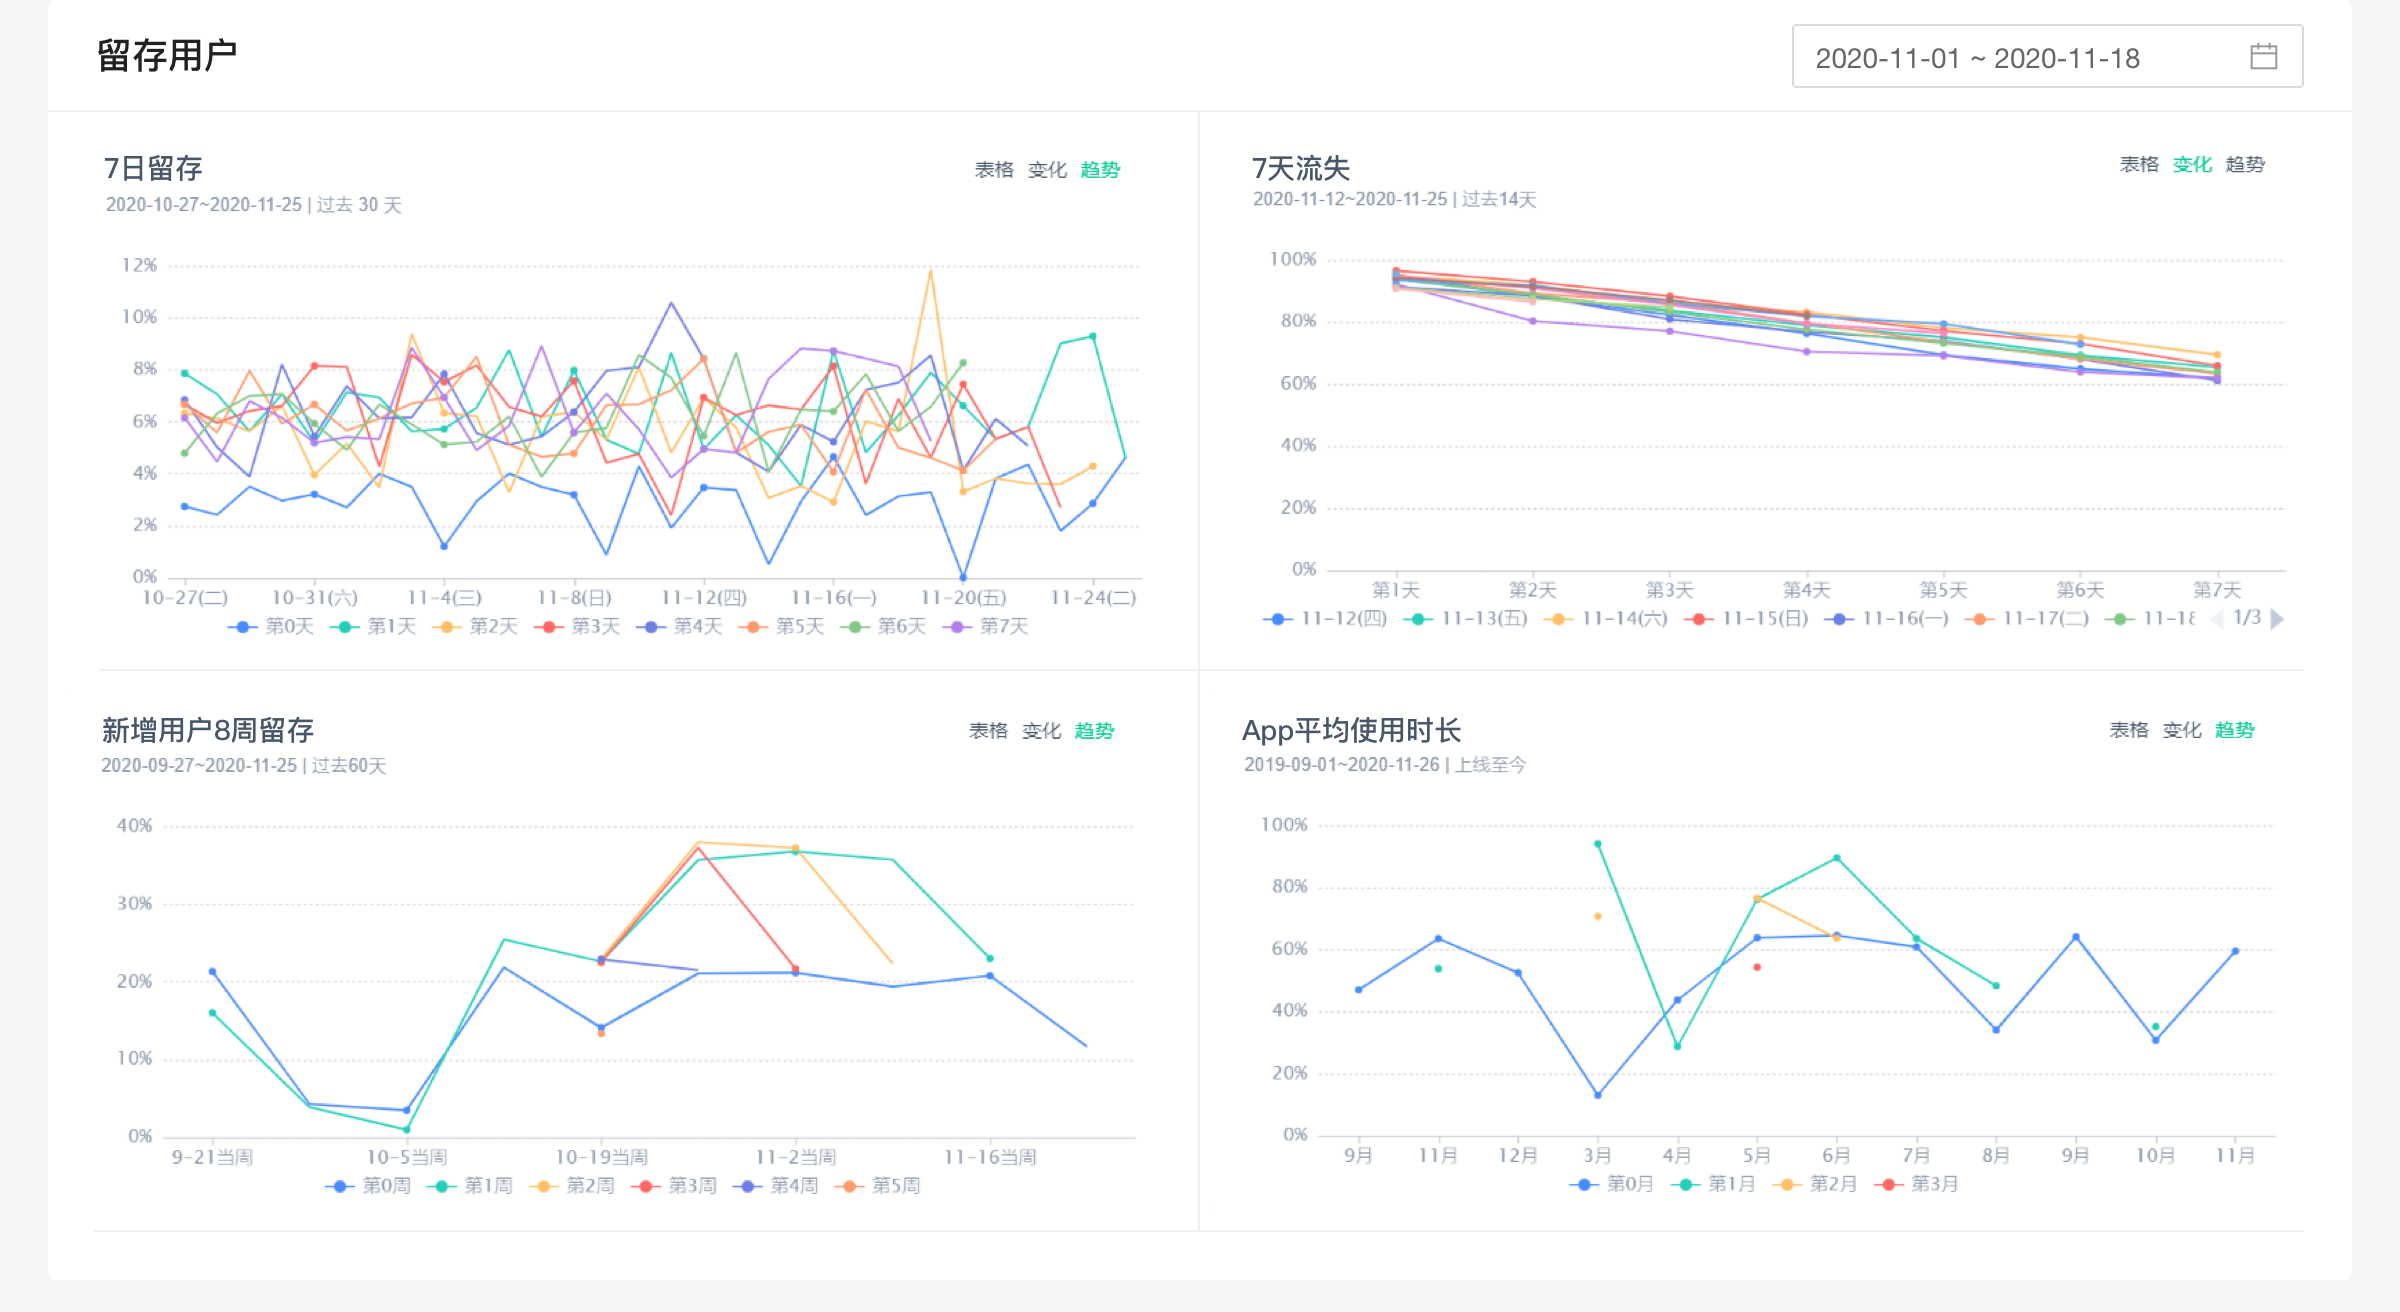 留存用户
2020-11-01 ~ 2020-11-18
7日留存
表格 变化 趋势
2020-10-27~2020-11-25 | 过去 30 天
12%
10%
8%
6%
4%
2%
0%
10-27(二) 10-31(六) 11-4(三) 11-8(日) 11-12(四) 11-16(一) 11-20(五) 11-24(二)
第0天 第1天 第2天 第3天 第4天 第5天 第6天 第7天
7天流失
表格 变化 趋势
2020-11-12~2020-11-25 | 过去14天
100%
80%
60%
40%
20%
0%
第1天 第2天 第3天 第4天 第5天 第6天 第7天
11-12(四) 11-13(五) 11-14(六) 11-15(日) 11-16(一) 11-17(二) 11-18 1/3
新增用户8周留存
表格 变化 趋势
2020-09-27~2020-11-25 | 过去60天
40%
30%
20%
10%
0%
9-21当周 10-5当周 10-19当周 11-2当周 11-16当周
第0周 第1周 第2周 第3周 第4周 第5周
App平均使用时长
表格 变化 趋势
2019-09-01~2020-11-26 | 上线至今
100%
80%
60%
40%
20%
0%
9月 11月 12月 3月 4月 5月 6月 7月 8月 9月 10月 11月
第0月 第1月 第2月 第3月